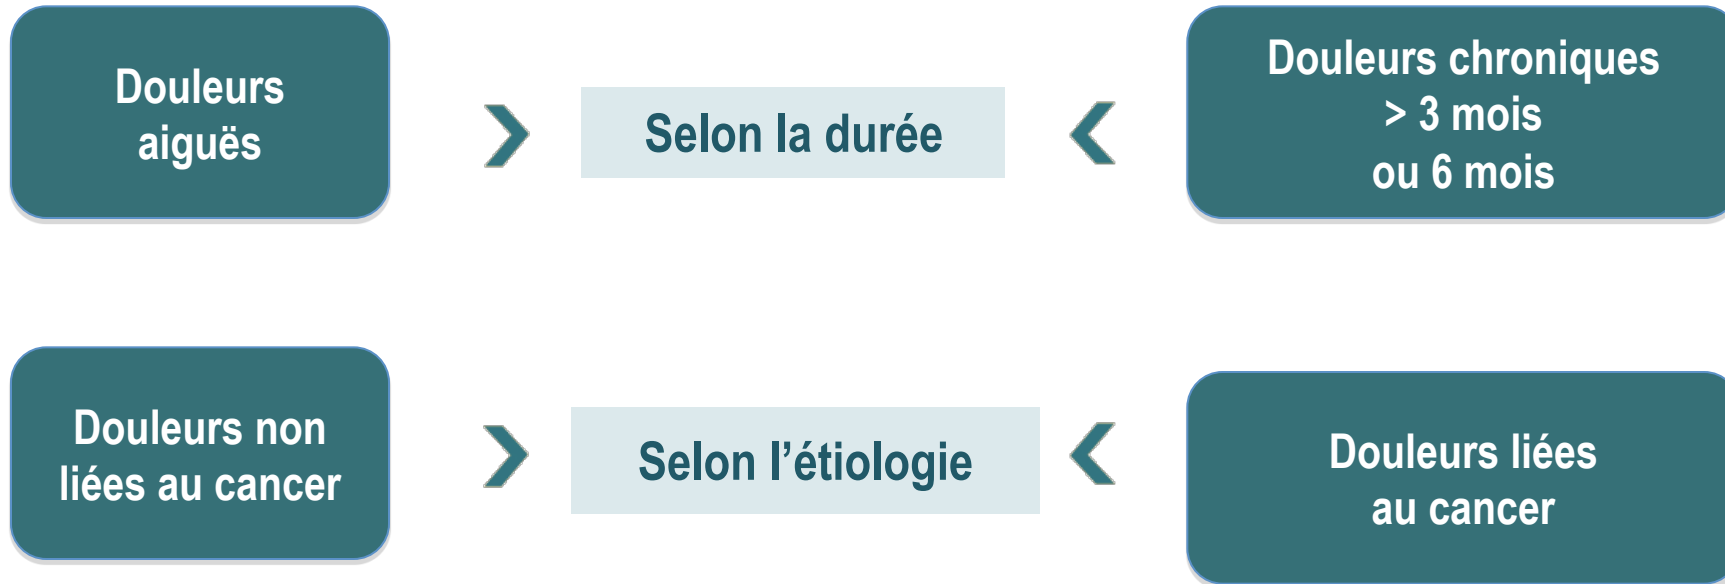 Douleurs
aiguës
Selon la durée
Douleurs chroniques
> 3 mois
ou 6 mois
Douleurs non
liées au cancer
Selon l’étiologie
Douleurs liées
au cancer